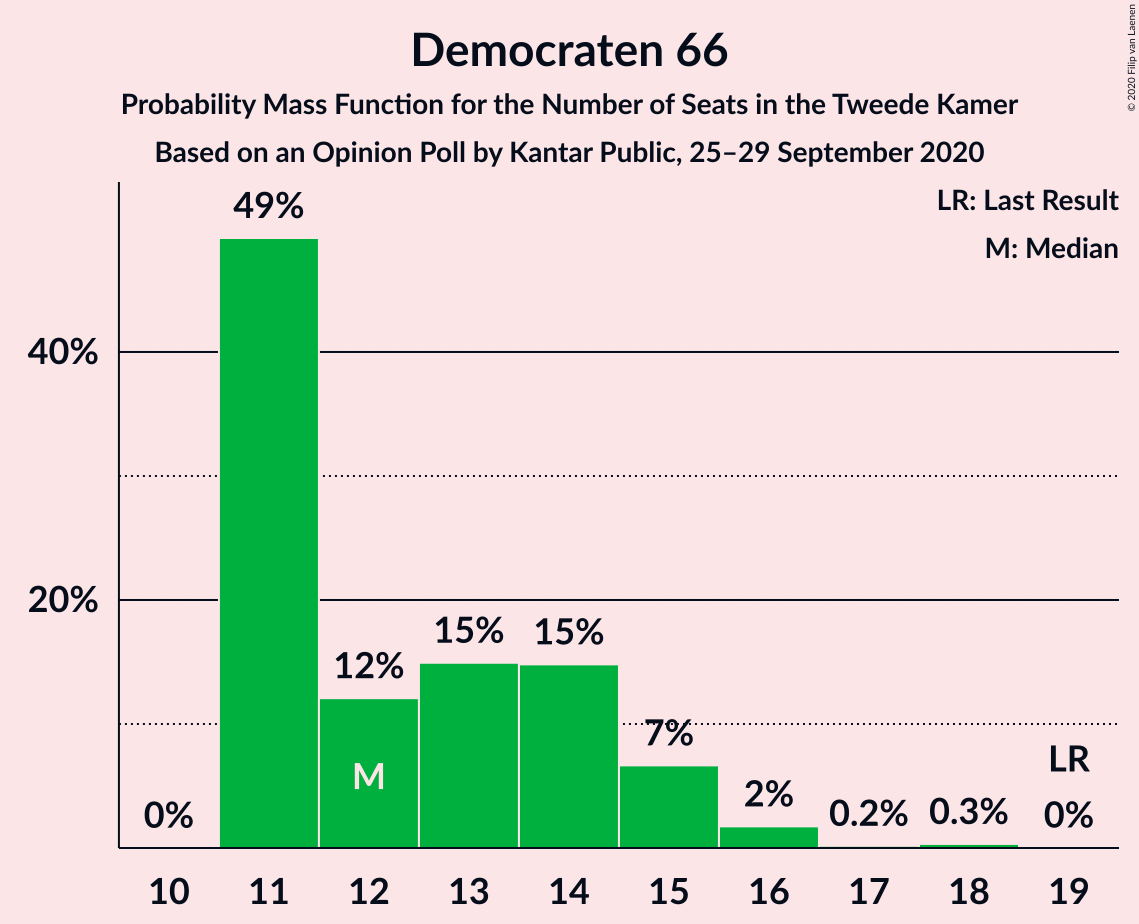 Democraten 66
Probability Mass Function for the Number of Seats in the Tweede Kamer
Based on an Opinion Poll by Kantar Public, 25–29 September 2020
© 2020 Filip van Laenen
LR: Last Result
M: Median
49%
40%
20%
15%
15%
12%
7%
M
LR
2%
0%
0.2%
0.3%
0%
10 11 12 13 14 15 16 17 18 19